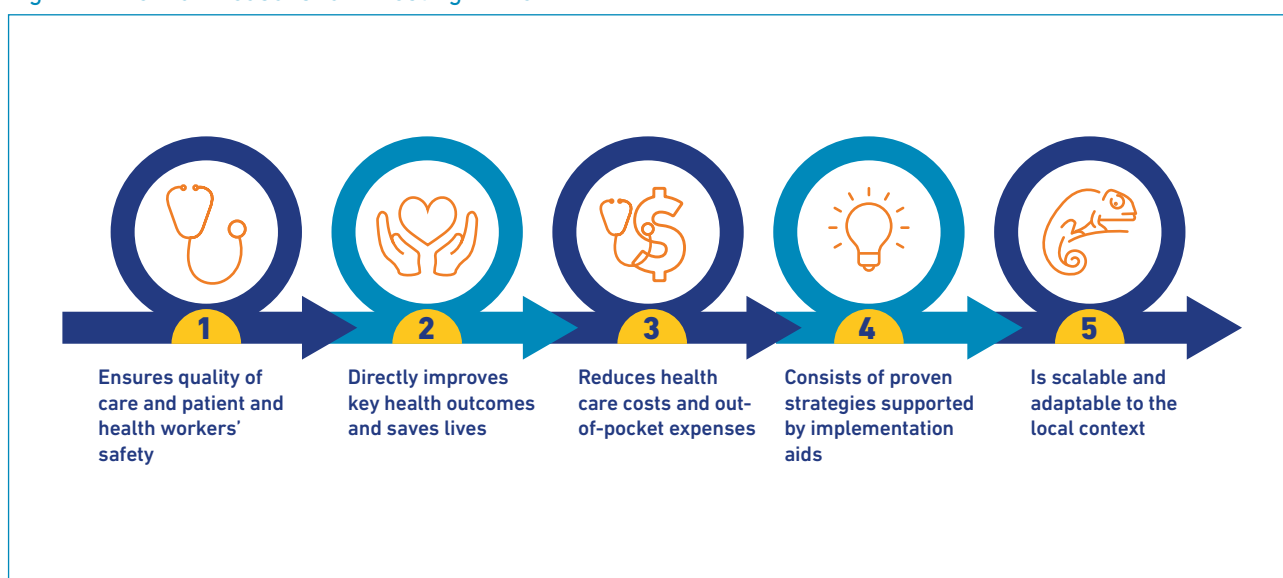 1
Ensures quality of
care and patient and
health workers'
safety
2
Directly improves
key health outcomes
and saves lives
3
Reduces health
care costs and out-
of-pocket expenses
4
Consists of proven
strategies supported
by implementation
aids
5
Is scalable and
adaptable to the
local context